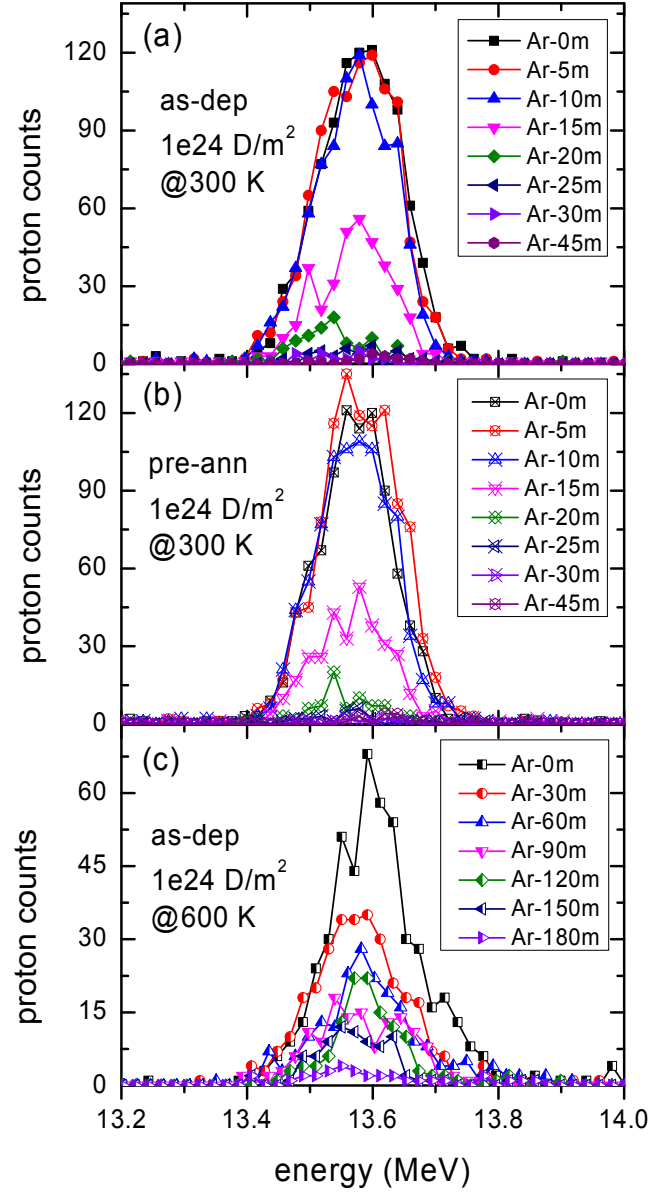 (a)
as-dep
1e24 D/m²
@300 K
Ar-0m
Ar-5m
Ar-10m
Ar-15m
Ar-20m
Ar-25m
Ar-30m
Ar-45m
120
90
60
30
0
proton counts
(b)
pre-ann
1e24 D/m²
@300 K
Ar-0m
Ar-5m
Ar-10m
Ar-15m
Ar-20m
Ar-25m
Ar-30m
Ar-45m
120
90
60
30
0
proton counts
(c)
as-dep
1e24 D/m²
@600 K
Ar-0m
Ar-30m
Ar-60m
Ar-90m
Ar-120m
Ar-150m
Ar-180m
60
45
30
15
0
proton counts
13.2 13.4 13.6 13.8 14.0
energy (MeV)